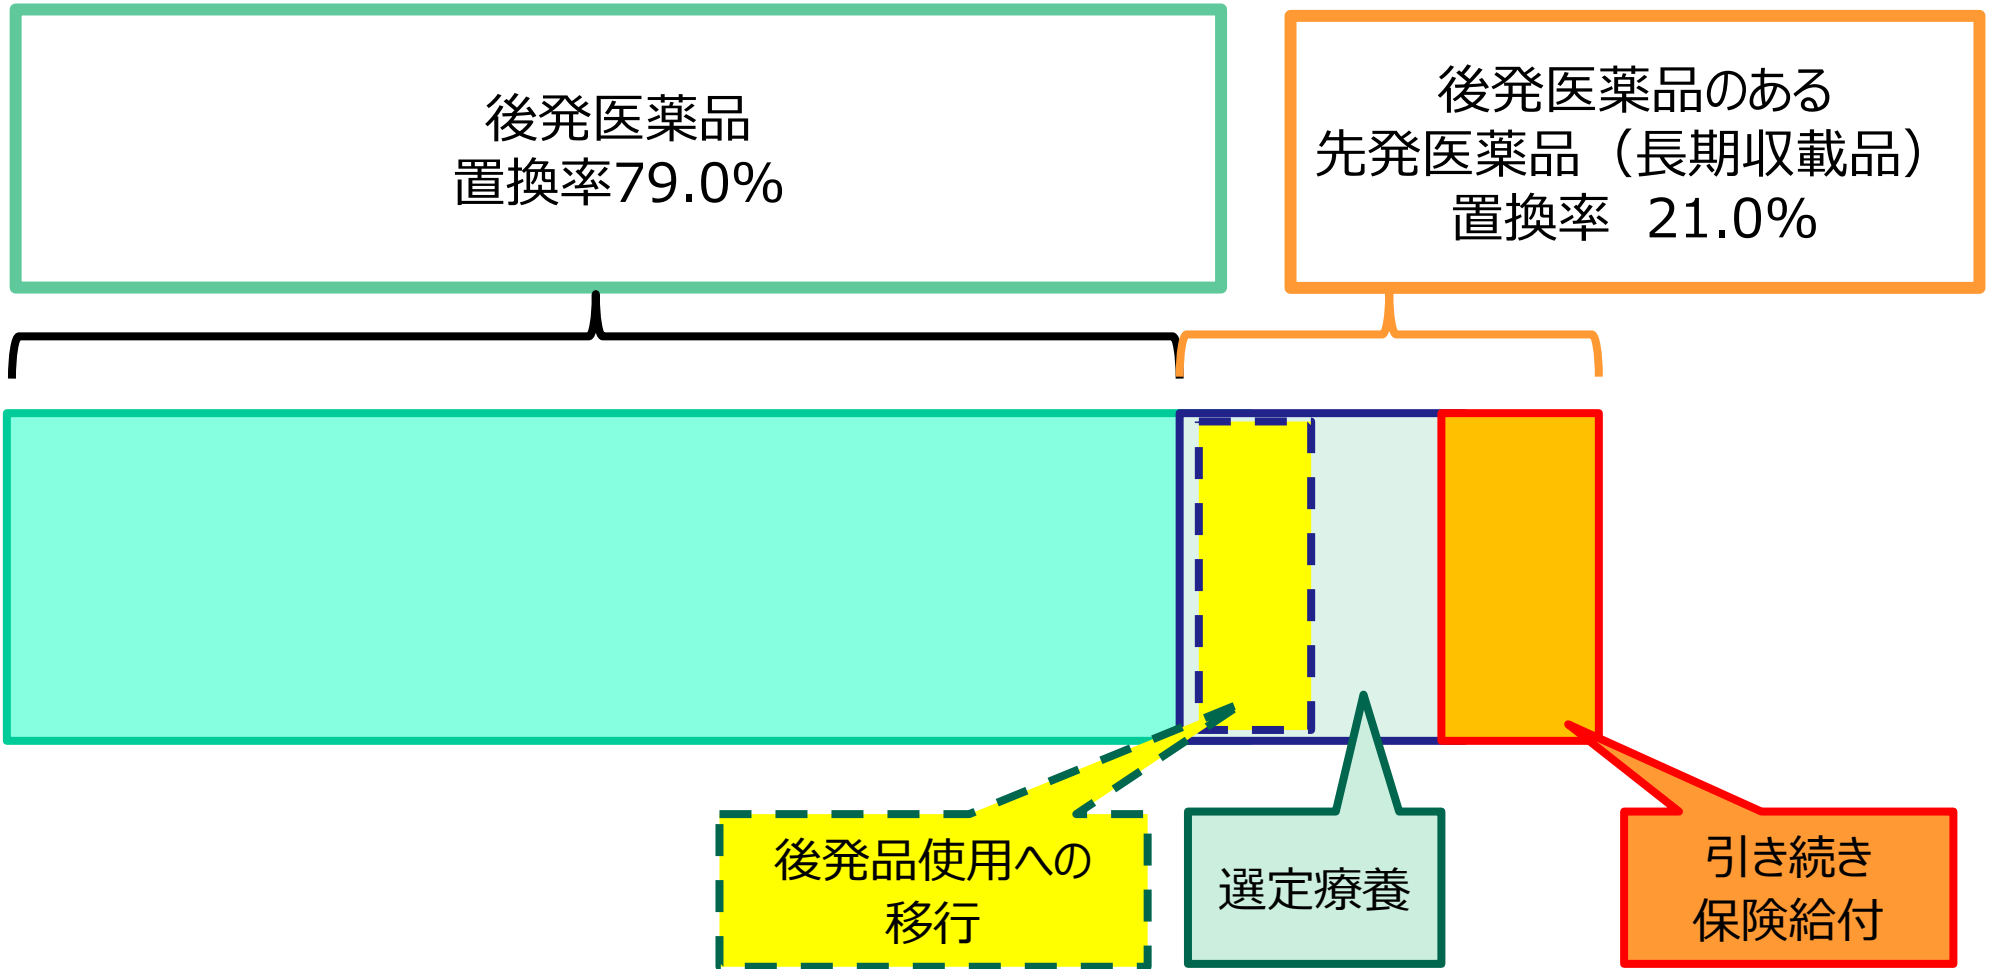 後発医薬品
置換率79.0%
後発医薬品のある
先発医薬品（長期収載品）
置換率　21.0%
後発品使用への
移行
選定療養
引き続き
保険給付